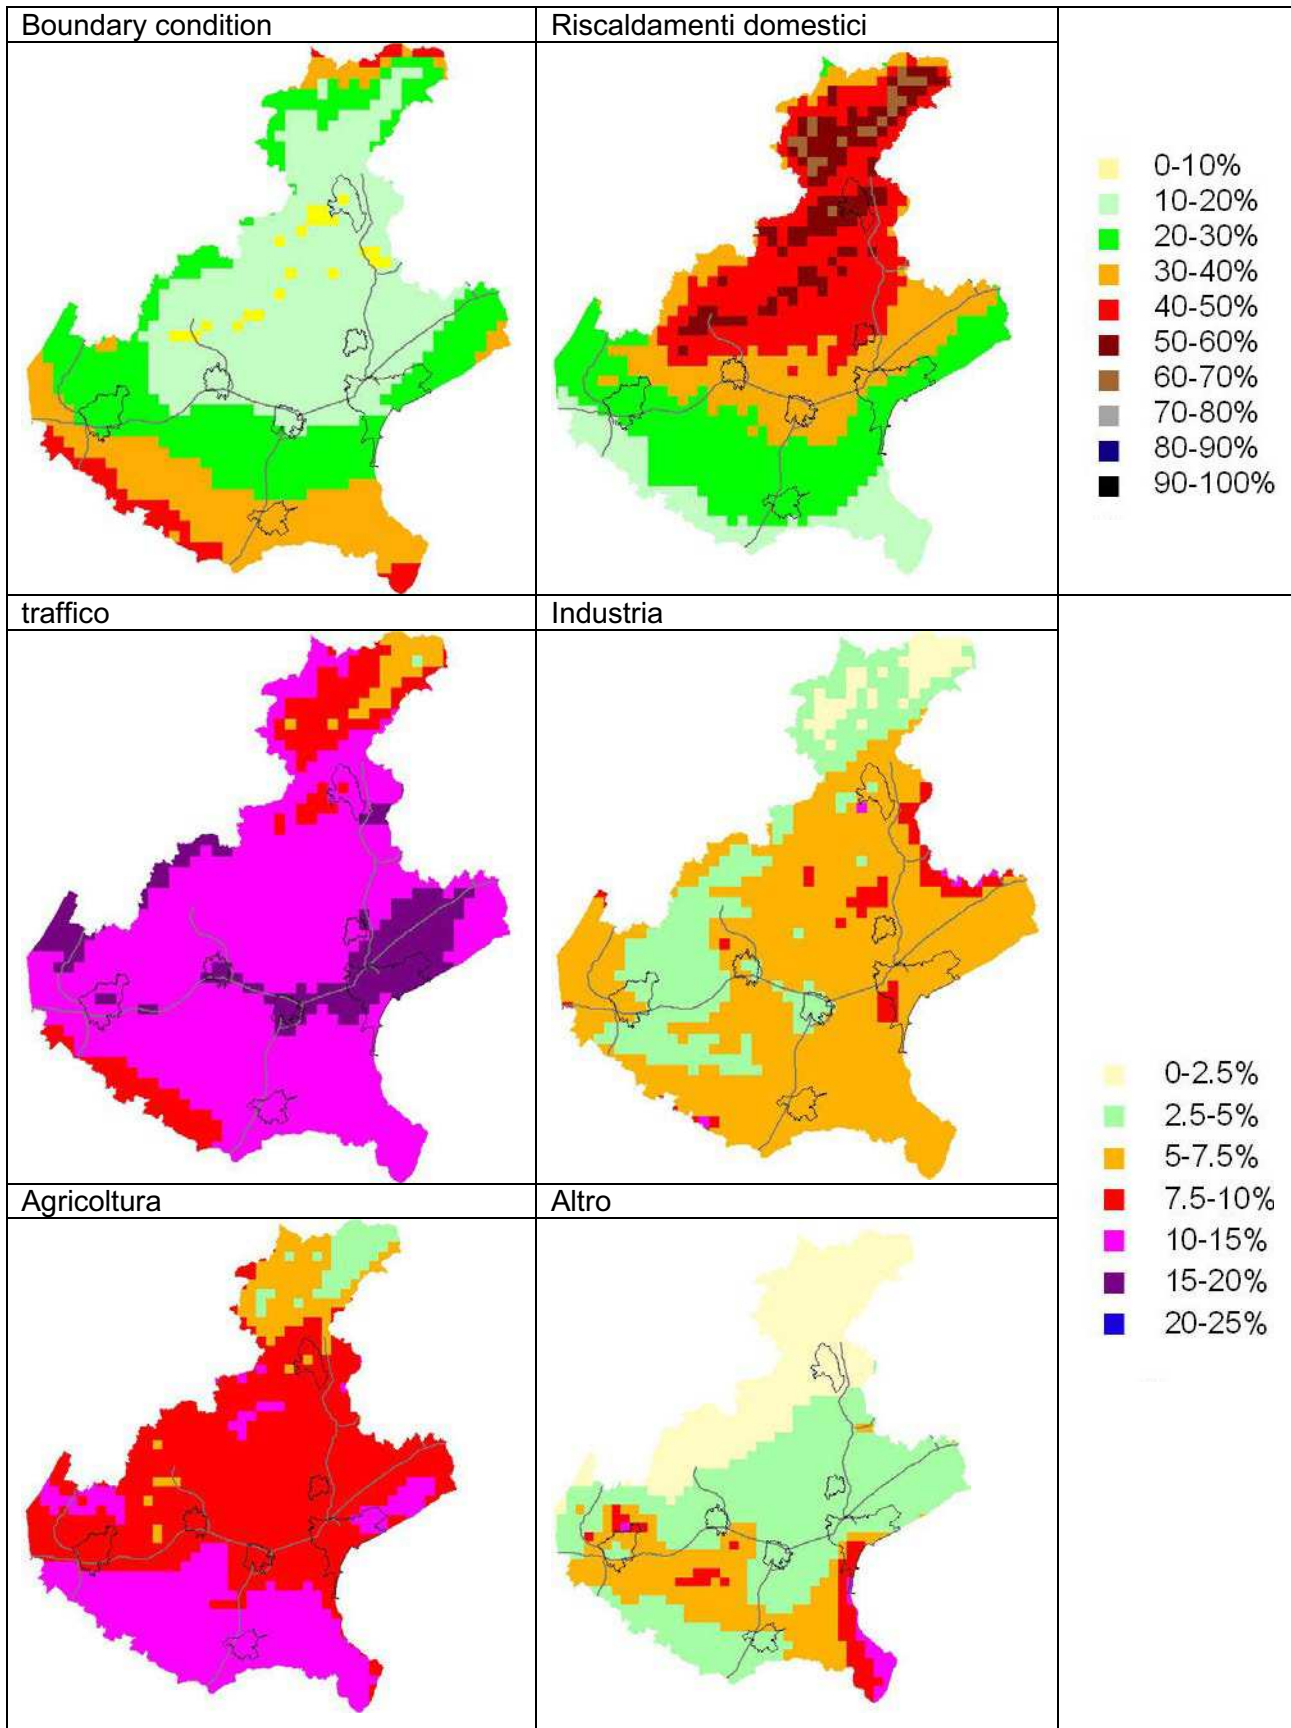 Boundary condition
Riscaldamenti domestici
0-10%
10-20%
20-30%
30-40%
40-50%
50-60%
60-70%
70-80%
80-90%
90-100%
traffico
Industria
Agricoltura
Altro
0-2.5%
2.5-5%
5-7.5%
7.5-10%
10-15%
15-20%
20-25%